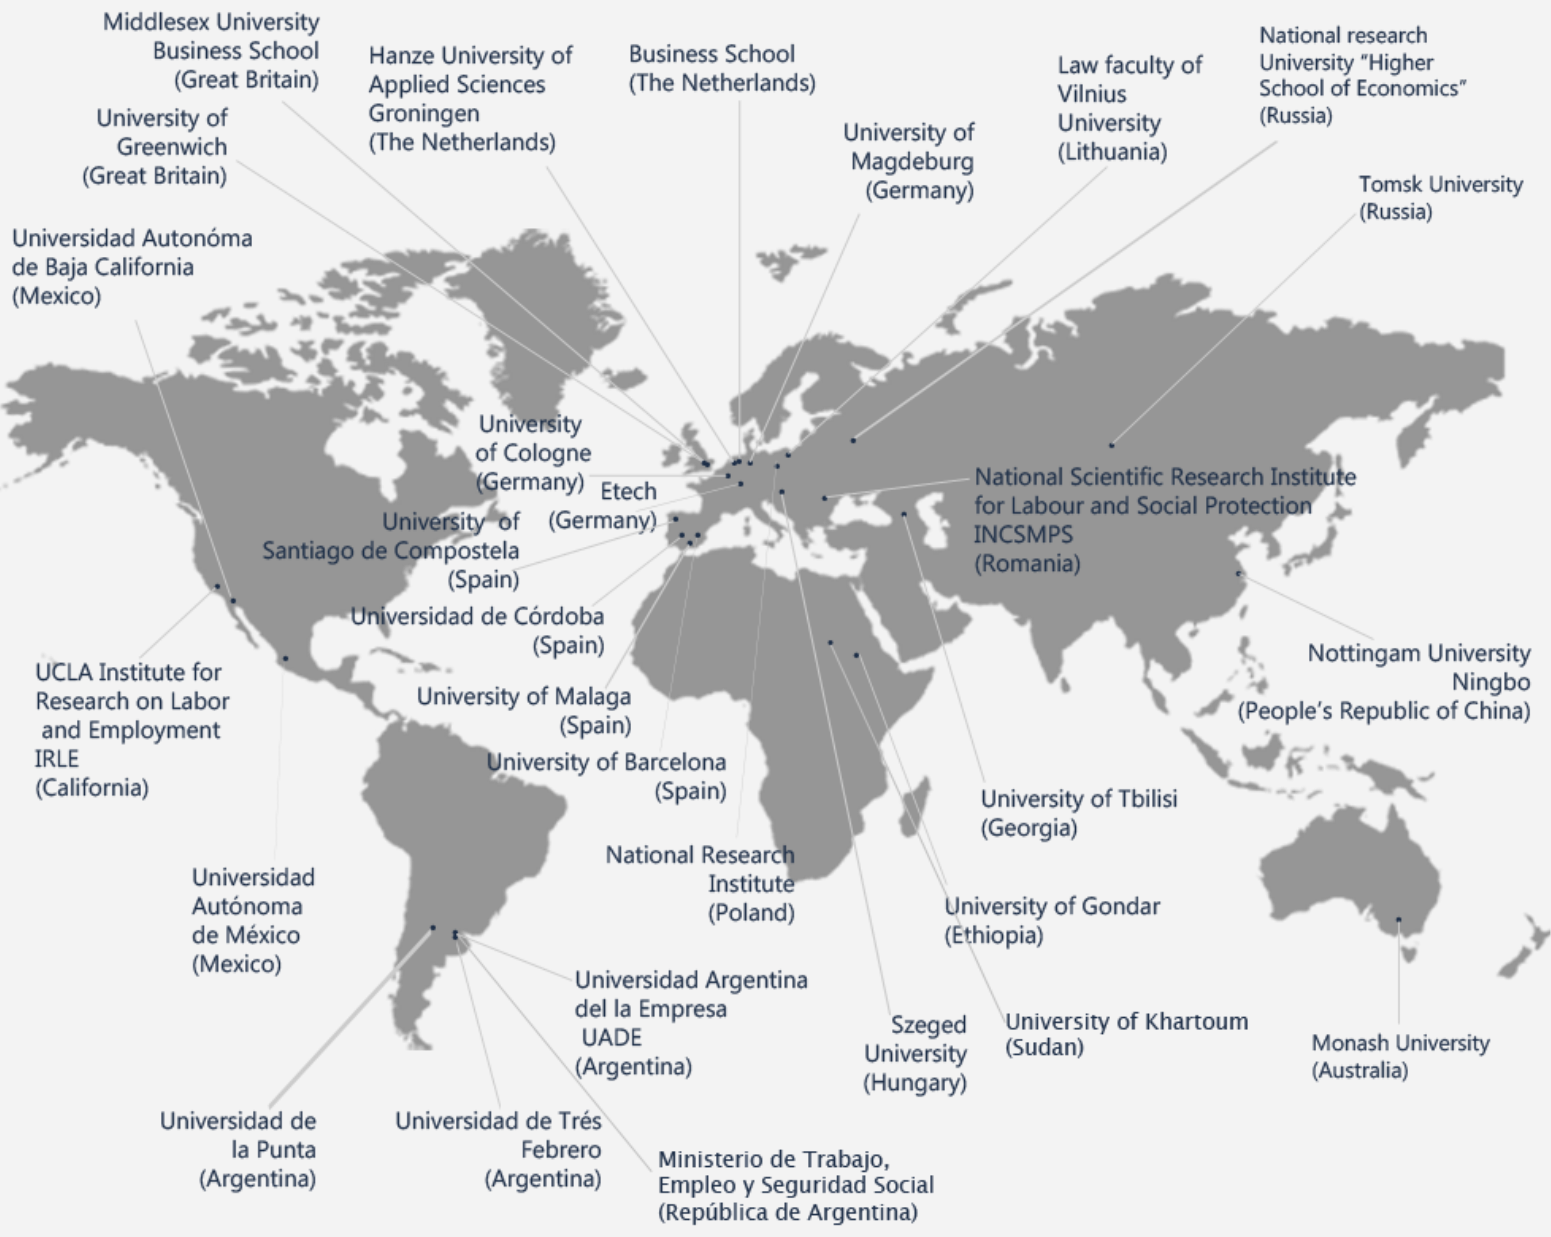 Middlesex University
Business School
(Great Britain)
Hanze University of
Applied Sciences
Groningen
(The Netherlands)
Business School
(The Netherlands)
Law faculty of
Vilnius
University
(Lithuania)
National research
University “Higher
School of Economics”
(Russia)
University of
Greenwich
(Great Britain)
University of
Magdeburg
(Germany)
Tomsk University
(Russia)
Universidad Autonóma
de Baja California
(Mexico)
University
of Cologne
(Germany)
Etech
(Germany)
National Scientific Research Institute
for Labour and Social Protection
INCSMPS
(Romania)
University of
Santiago de Compostela
(Spain)
Universidad de Córdoba
(Spain)
University of Malaga
(Spain)
University of Barcelona
(Spain)
UCLA Institute for
Research on Labor
and Employment
IRLE
(California)
Nottingam University
Ningbo
(People’s Republic of China)
University of Tbilisi
(Georgia)
National Research
Institute
(Poland)
Universidad
Autónoma
de México
(Mexico)
University of Gondar
(Ethiopia)
Universidad Argentina
del la Empresa
UADE
(Argentina)
Szeged
University
(Hungary)
University of Khartoum
(Sudan)
Monash University
(Australia)
Universidad de
la Punta
(Argentina)
Universidad de Trés
Febrero
(Argentina)
Ministerio de Trabajo,
Empleo y Seguridad Social
(República de Argentina)